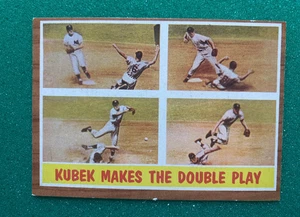 KUBEK MAKES THE DOUBLE PLAY